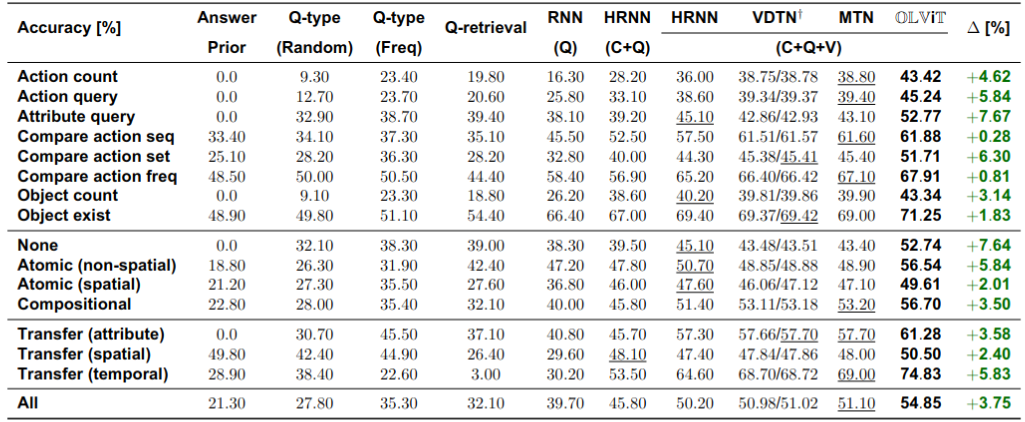 Accuracy [%] Answer Prior Q-type (Random) Q-type (Freq) Q-retrieval RNN (Q) HRNN (C+Q) HRNN VDTN† MTN (C+Q+V) OLViT Δ [%]
Action count 0.0 9.30 23.40 19.80 16.30 28.20 36.00 38.75/38.78 38.80 43.42 +4.62
Action query 0.0 12.70 23.70 20.60 25.80 33.10 38.60 39.34/39.37 39.40 45.24 +5.84
Attribute query 0.0 32.90 38.70 39.40 38.10 39.20 45.10 42.86/42.93 43.10 52.77 +7.67
Compare action seq 33.40 34.10 37.30 35.10 45.50 52.50 57.50 61.51/61.57 61.60 61.88 +0.28
Compare action set 25.10 28.20 36.30 28.20 32.80 40.00 44.30 45.38/45.41 45.40 51.71 +6.30
Compare action freq 48.50 50.00 50.50 44.40 58.40 56.90 65.20 66.40/66.42 67.10 67.91 +0.81
Object count 0.0 9.10 23.30 18.80 26.20 38.60 40.20 39.81/39.86 39.90 43.34 +3.14
Object exist 48.90 49.80 51.10 54.40 66.40 67.00 69.40 69.37/69.42 69.00 71.25 +1.83
None 0.0 32.10 38.30 39.00 38.30 39.50 45.10 43.48/43.51 43.40 52.74 +7.64
Atomic (non-spatial) 18.80 26.30 31.90 42.40 47.20 47.80 50.70 48.85/48.88 48.90 56.54 +5.84
Atomic (spatial) 21.20 27.30 35.50 27.60 36.80 46.00 47.60 46.06/47.12 47.10 49.61 +2.01
Compositional 22.80 28.00 35.40 32.10 40.00 45.80 51.40 53.11/53.18 53.20 56.70 +3.50
Transfer (attribute) 0.0 30.70 45.50 37.10 40.80 45.70 57.30 57.66/57.70 57.70 61.28 +3.58
Transfer (spatial) 49.80 42.40 44.90 26.40 29.60 48.10 47.40 47.84/47.86 48.00 50.50 +2.40
Transfer (temporal) 28.90 38.40 22.60 3.00 30.20 53.50 64.60 68.70/68.72 69.00 74.83 +5.83
All 21.30 27.80 35.30 32.10 39.70 45.80 50.20 50.98/51.02 51.10 54.85 +3.75